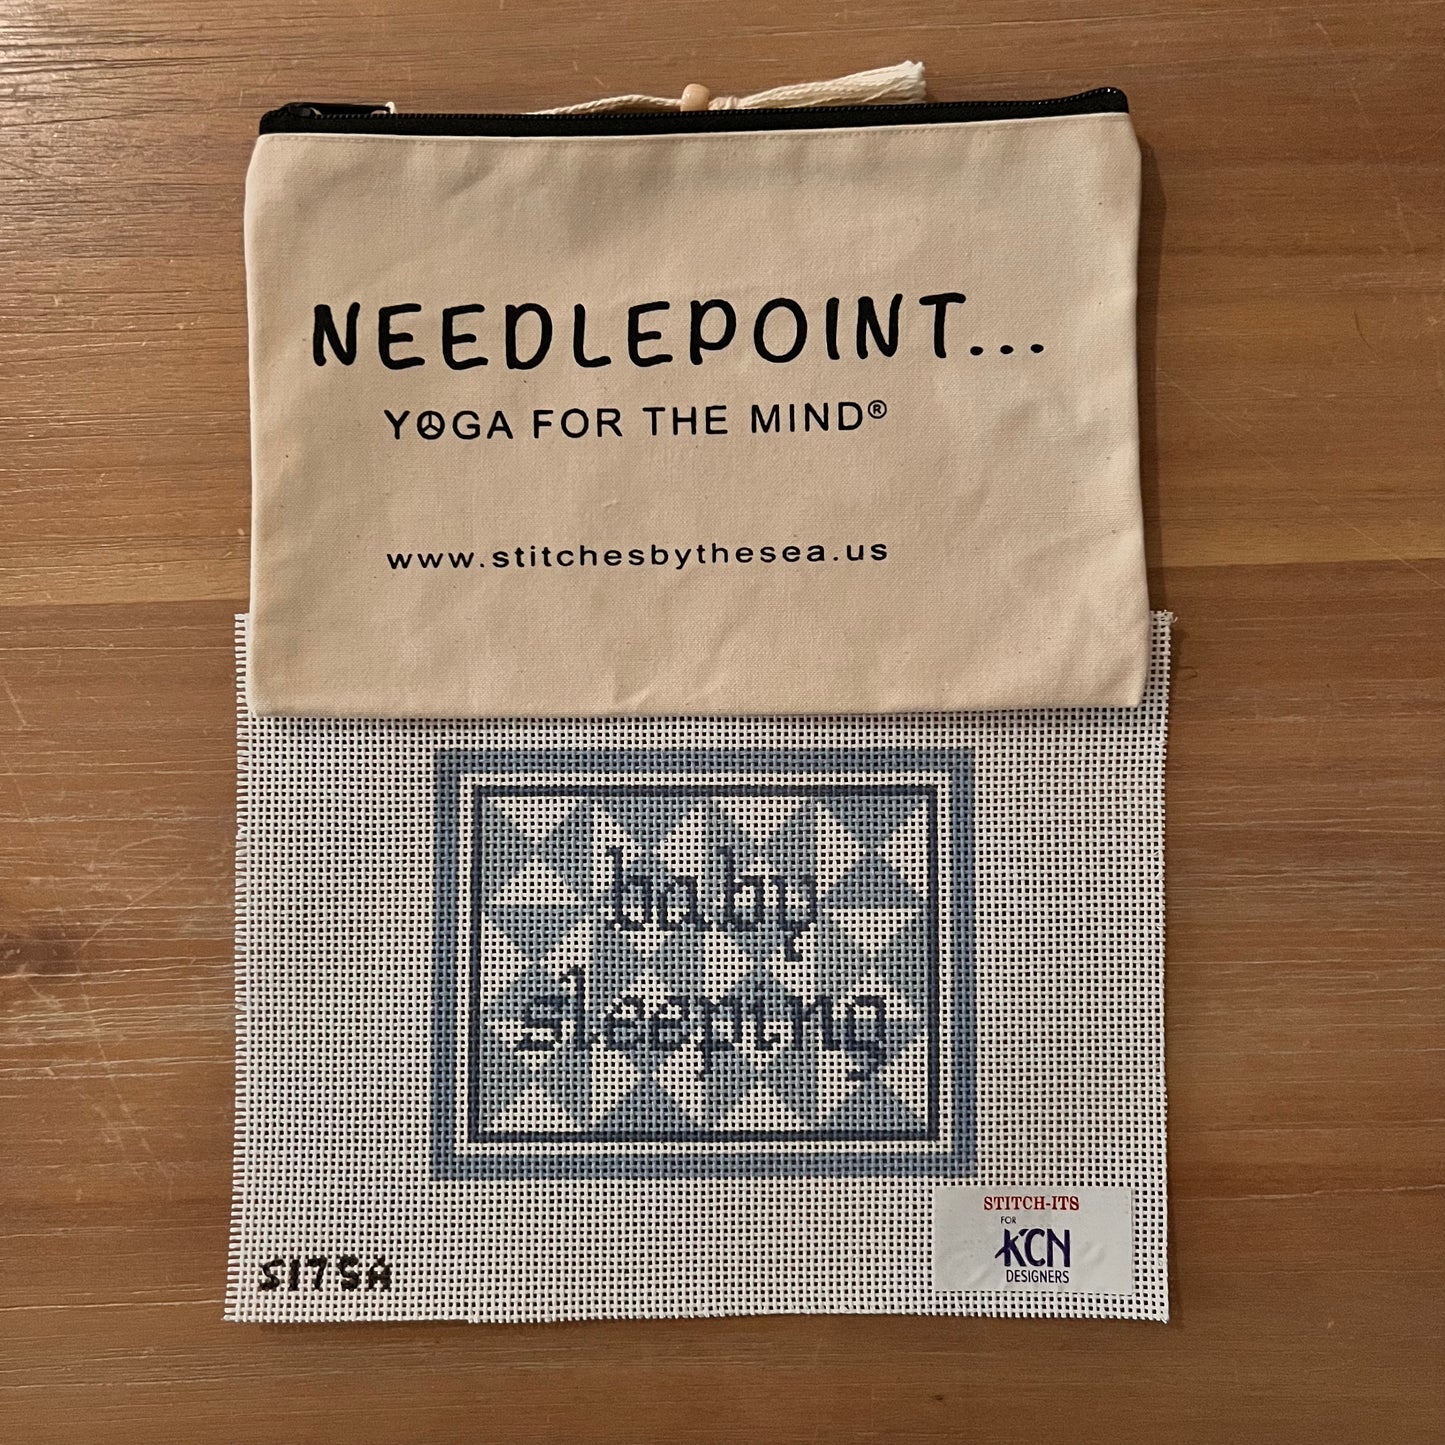 NEEDLEPOINT...
YOGA FOR THE MIND®
www.stitchesbythesea.us
baby
sleeping
STITCH-ITS
FOR
KCN
DESIGNERS
S175A